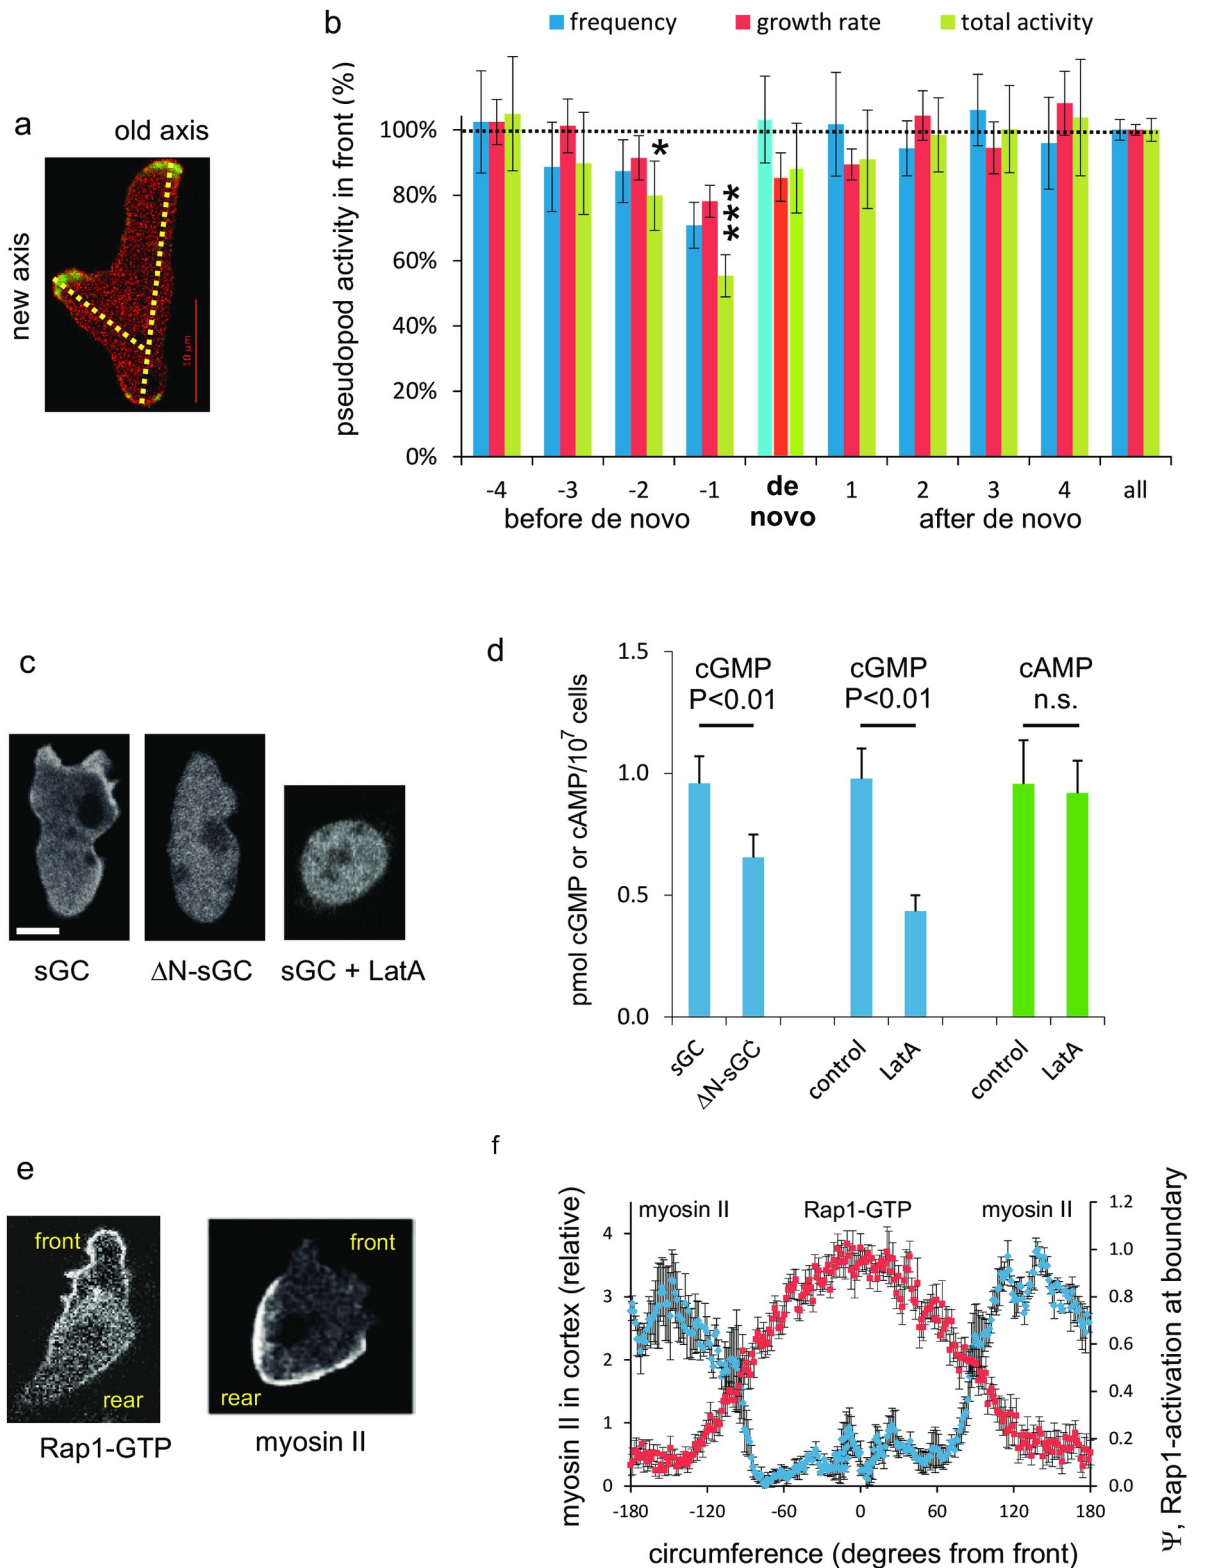 a
old axis
new axis
10 µm
b
frequency
growth rate
total activity
pseudopod activity in front (%)
100%
80%
60%
40%
20%
0%
*
***
-4
-3
-2
-1
de
novo
1
2
3
4
all
before de novo
after de novo
c
sGC
ΔN-sGC
sGC + LatA
d
pmol cGMP or cAMP/10⁷ cells
1.5
1.0
0.5
0.0
cGMP
P<0.01
cGMP
P<0.01
cAMP
n.s.
sGC
ΔN-sGC
control
LatA
control
LatA
e
front
rear
Rap1-GTP
front
rear
myosin II
f
myosin II in cortex (relative)
4
3
2
1
0
myosin II
Rap1-GTP
myosin II
1.2
1.0
0.8
0.6
0.4
0.2
0.0
Ψ, Rap1-activation at boundary
-180
-120
-60
0
60
120
180
circumference (degrees from front)